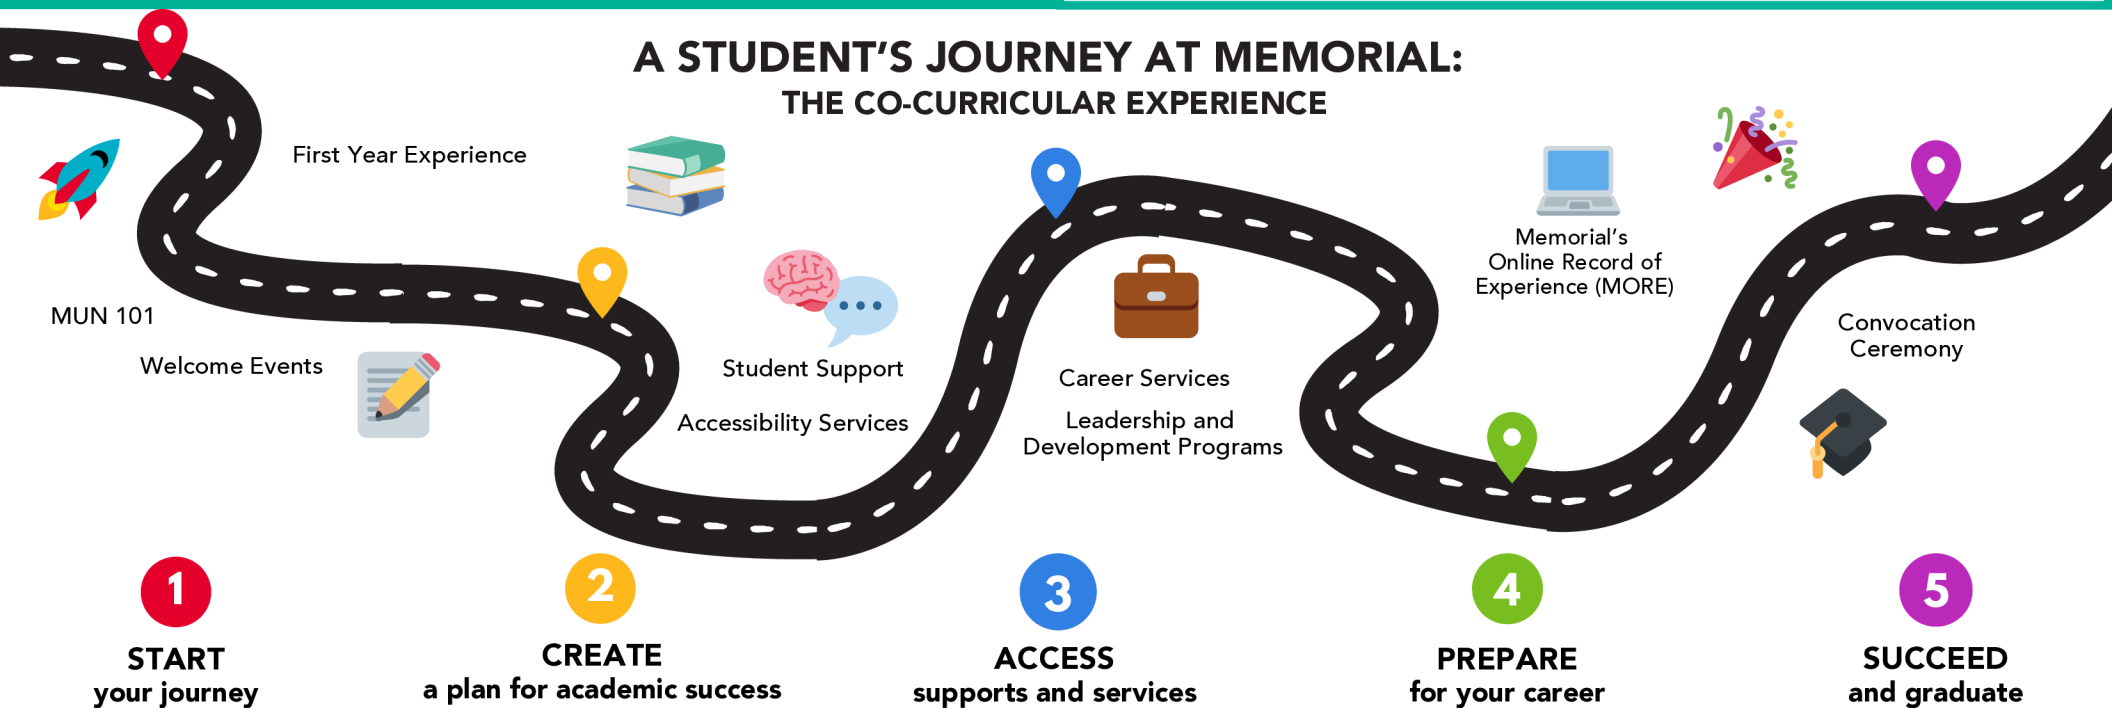 A STUDENT’S JOURNEY AT MEMORIAL:
THE CO-CURRICULAR EXPERIENCE
First Year Experience
MUN 101
Welcome Events
Student Support
Accessibility Services
Career Services
Leadership and
Development Programs
Memorial’s
Online Record of
Experience (MORE)
Convocation
Ceremony
1
START
your journey
2
CREATE
a plan for academic success
3
ACCESS
supports and services
4
PREPARE
for your career
5
SUCCEED
and graduate